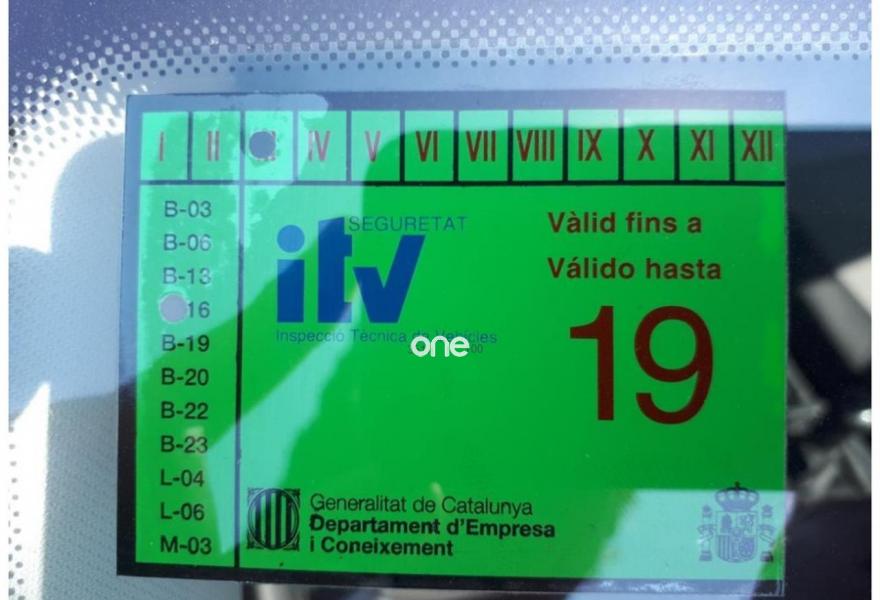 I II III IV V VI VII VIII IX X XI XII
B-03
B-06
B-13
16
B-19
B-20
B-22
B-23
L-04
L-06
M-03
SEGURETAT
itv
Inspecció Tècnica de Vehicles
one
Vàlid fins a
Válido hasta
19
Generalitat de Catalunya
Departament d'Empresa
i Coneixement